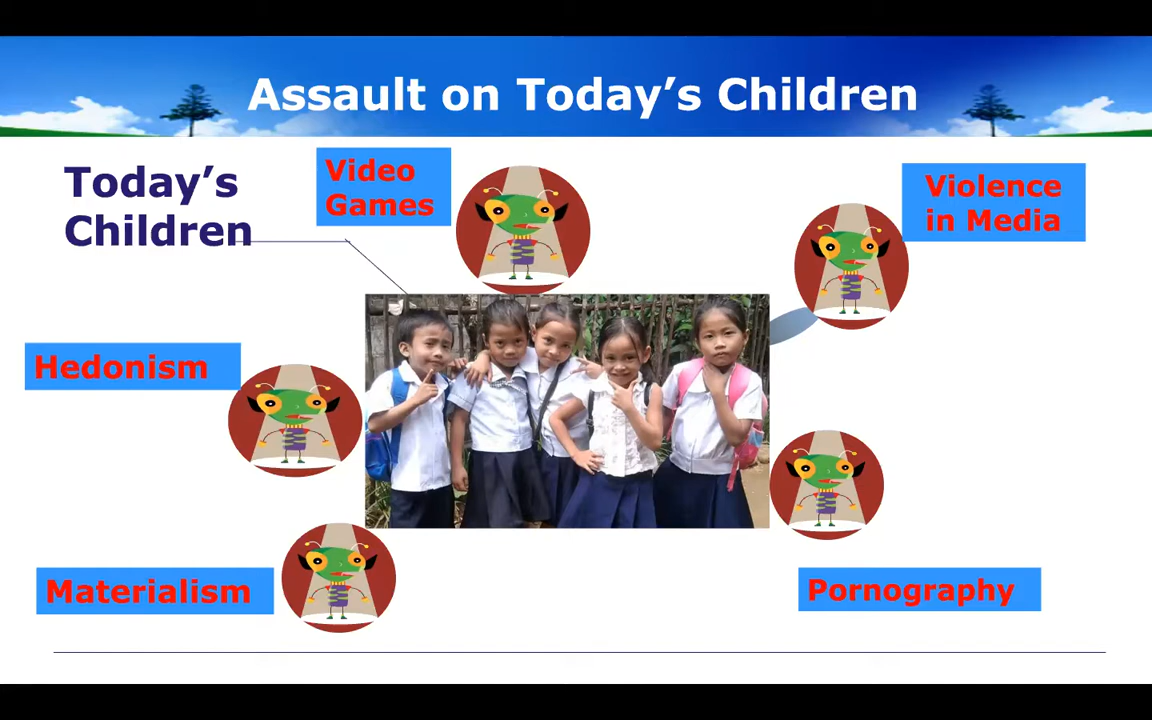 Assault on Today’s Children
Today’s
Children
Video
Games
Violence
in Media
Hedonism
Materialism
Pornography